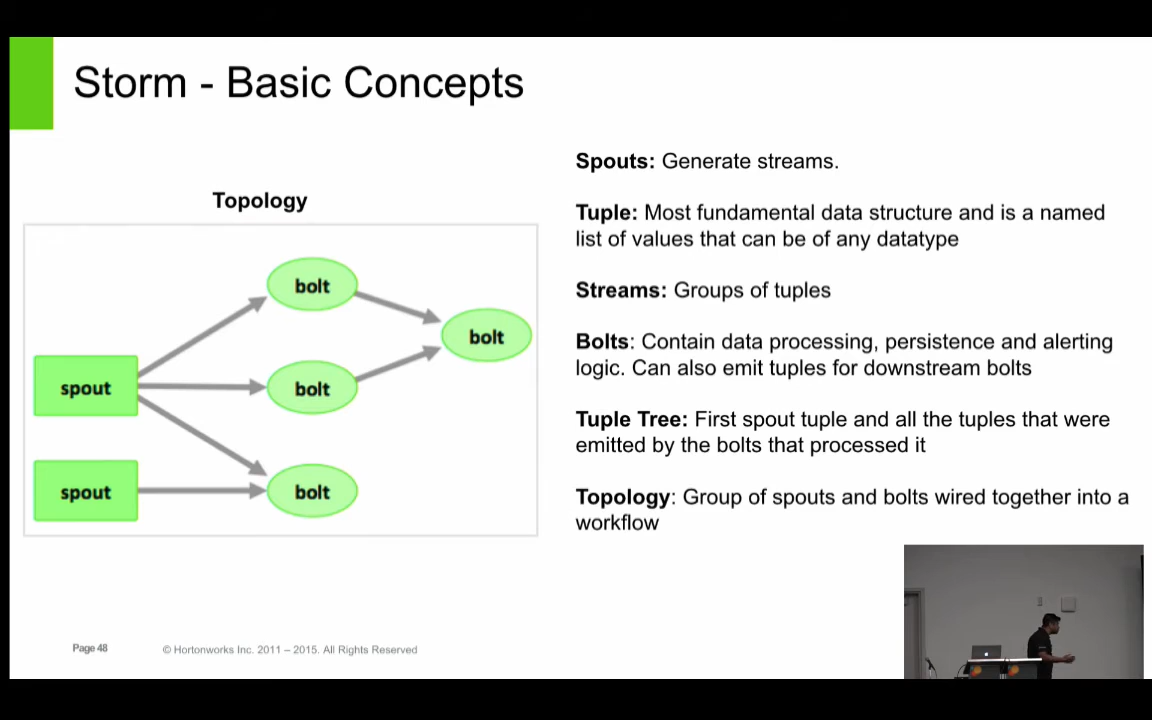 Storm - Basic Concepts
Topology
bolt
bolt
spout
bolt
spout
bolt
Spouts: Generate streams.
Tuple: Most fundamental data structure and is a named
list of values that can be of any datatype
Streams: Groups of tuples
Bolts: Contain data processing, persistence and alerting
logic. Can also emit tuples for downstream bolts
Tuple Tree: First spout tuple and all the tuples that were
emitted by the bolts that processed it
Topology: Group of spouts and bolts wired together into a
workflow
Page 48
© Hortonworks Inc. 2011 – 2015. All Rights Reserved